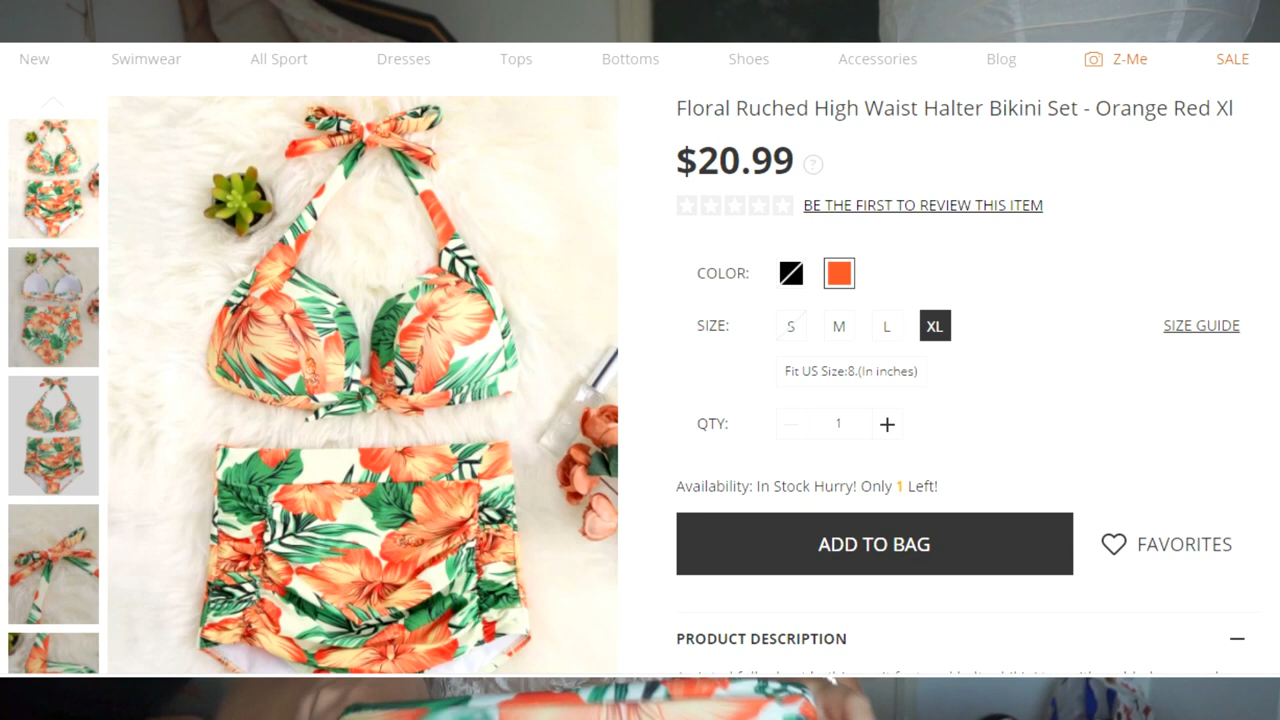 New Swimwear All Sport Dresses Tops Bottoms Shoes Accessories Blog Z-Me SALE
Floral Ruched High Waist Halter Bikini Set - Orange Red Xl
$20.99 ?
BE THE FIRST TO REVIEW THIS ITEM
COLOR:
SIZE: S M L XL SIZE GUIDE
Fit US Size:8.(In inches)
QTY: — 1 +
Availability: In Stock Hurry! Only 1 Left!
ADD TO BAG FAVORITES
PRODUCT DESCRIPTION —